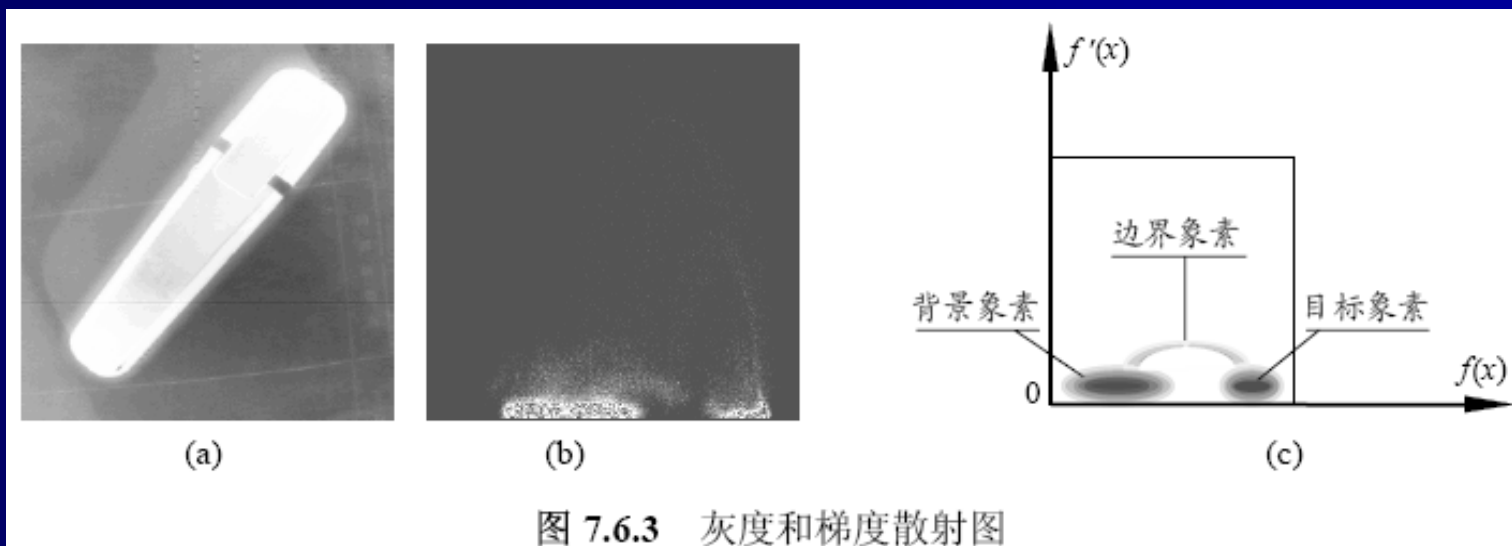 f ′(x)
边界象素
背景象素
目标象素
f(x)
0
(a)
(b)
(c)
图 7.6.3 灰度和梯度散射图